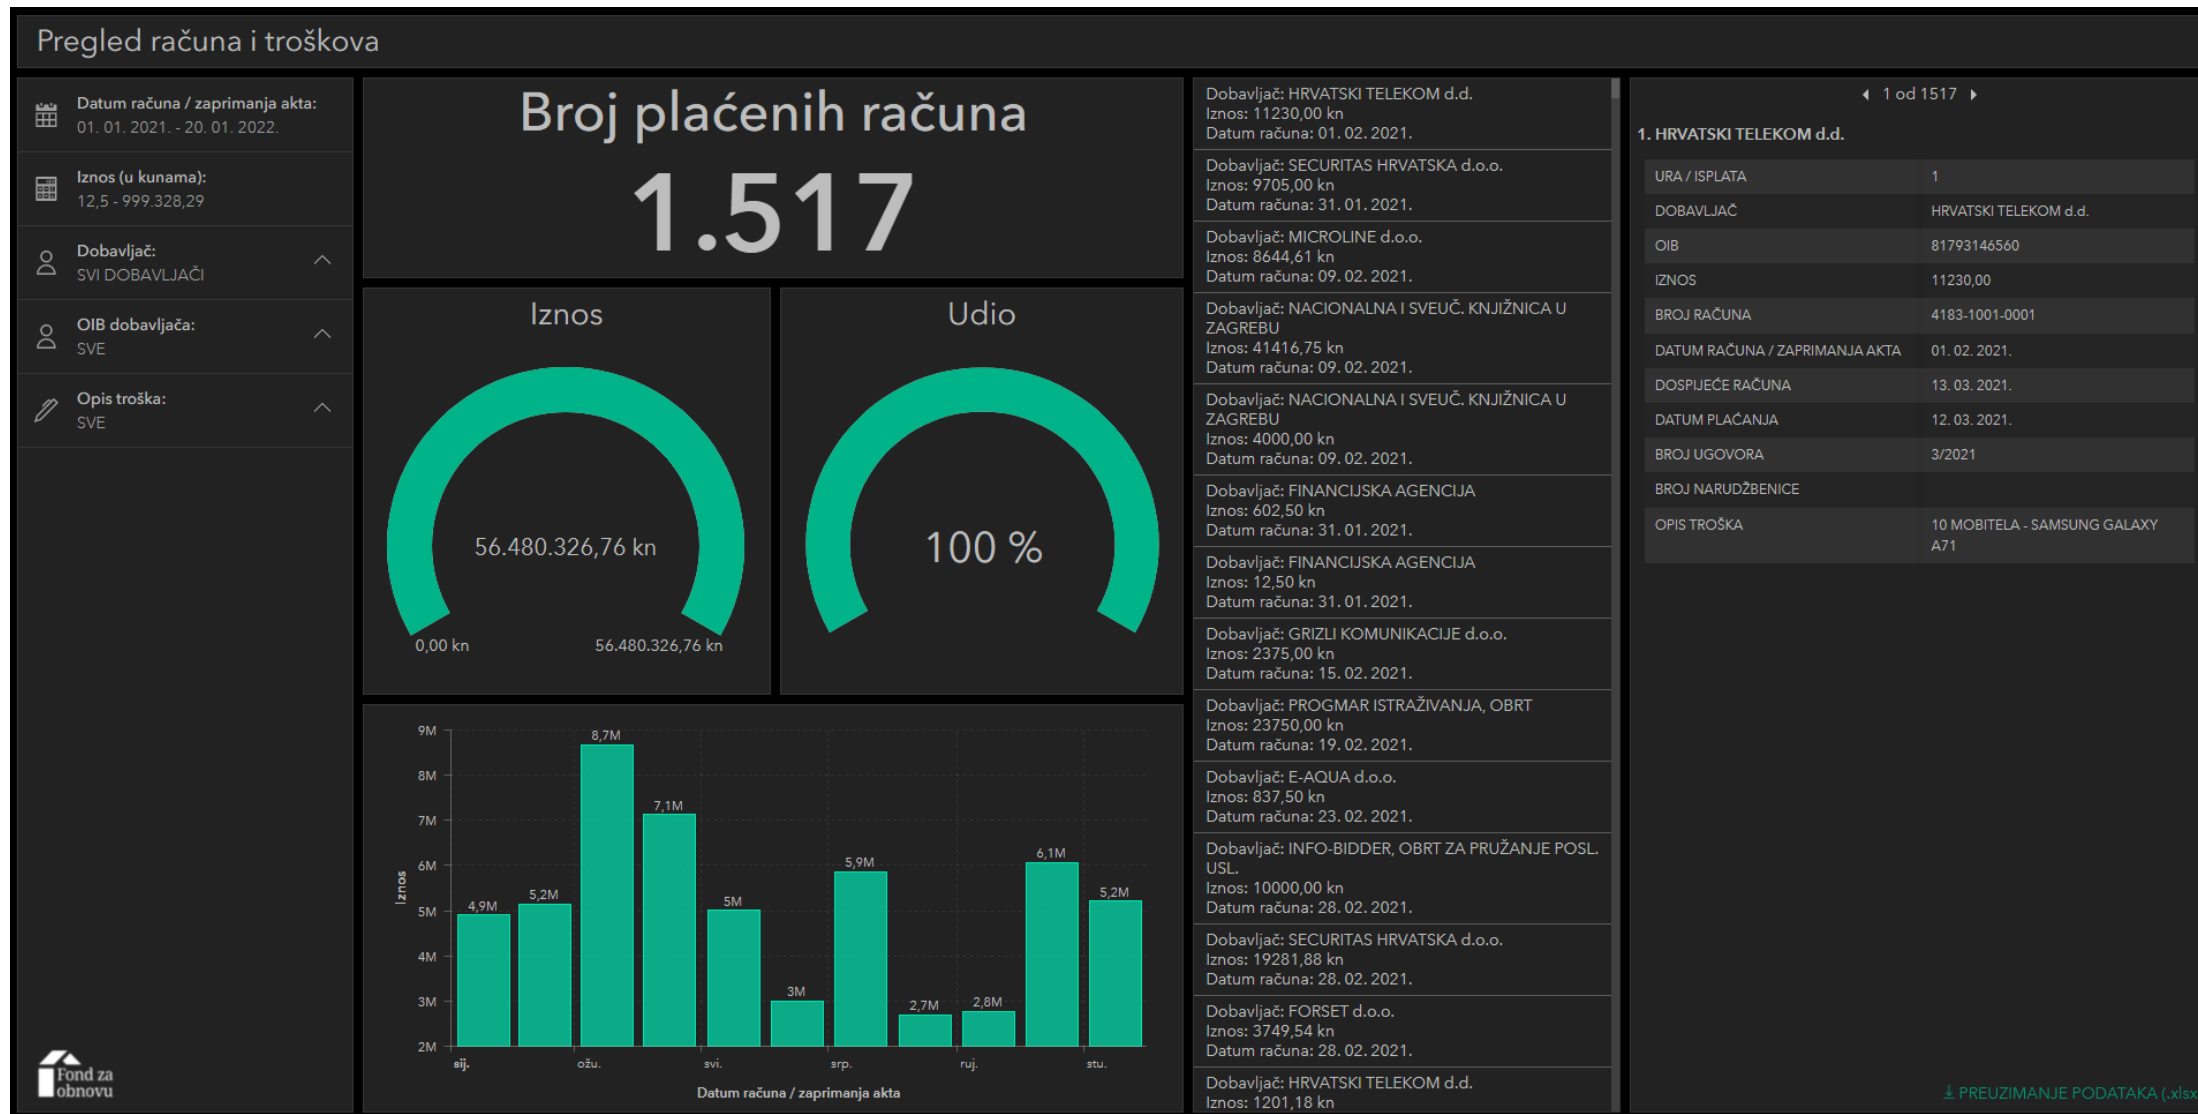 Pregled računa i troškova
Datum računa / zaprimanja akta:
01. 01. 2021. - 20. 01. 2022.
Iznos (u kunama):
12,5 - 999.328,29
Dobavljač:
SVI DOBAVLJAČI
OIB dobavljača:
SVE
Opis troška:
SVE
Fond za
obnovu
Broj plaćenih računa
1.517
Iznos
56.480.326,76 kn
0,00 kn
56.480.326,76 kn
Udio
100 %
9M
8M
7M
6M
5M
4M
3M
2M
Iznos
4,9M
5,2M
8,7M
7,1M
5M
3M
5,9M
2,7M
2,8M
6,1M
5,2M
sij.
ožu.
svi.
srp.
ruj.
stu.
Datum računa / zaprimanja akta
Dobavljač: HRVATSKI TELEKOM d.d.
Iznos: 11230,00 kn
Datum računa: 01. 02. 2021.
Dobavljač: SECURITAS HRVATSKA d.o.o.
Iznos: 9705,00 kn
Datum računa: 31. 01. 2021.
Dobavljač: MICROLINE d.o.o.
Iznos: 8644,61 kn
Datum računa: 09. 02. 2021.
Dobavljač: NACIONALNA I SVEUČ. KNJIŽNICA U
ZAGREBU
Iznos: 41416,75 kn
Datum računa: 09. 02. 2021.
Dobavljač: NACIONALNA I SVEUČ. KNJIŽNICA U
ZAGREBU
Iznos: 4000,00 kn
Datum računa: 09. 02. 2021.
Dobavljač: FINANCIJSKA AGENCIJA
Iznos: 602,50 kn
Datum računa: 31. 01. 2021.
Dobavljač: FINANCIJSKA AGENCIJA
Iznos: 12,50 kn
Datum računa: 31. 01. 2021.
Dobavljač: GRIZLI KOMUNIKACIJE d.o.o.
Iznos: 2375,00 kn
Datum računa: 15. 02. 2021.
Dobavljač: PROGMAR ISTRAŽIVANJA, OBRT
Iznos: 23750,00 kn
Datum računa: 19. 02. 2021.
Dobavljač: E-AQUA d.o.o.
Iznos: 837,50 kn
Datum računa: 23. 02. 2021.
Dobavljač: INFO-BIDDER, OBRT ZA PRUŽANJE POSL.
USL.
Iznos: 10000,00 kn
Datum računa: 28. 02. 2021.
Dobavljač: SECURITAS HRVATSKA d.o.o.
Iznos: 19281,88 kn
Datum računa: 28. 02. 2021.
Dobavljač: FORSET d.o.o.
Iznos: 3749,54 kn
Datum računa: 28. 02. 2021.
Dobavljač: HRVATSKI TELEKOM d.d.
Iznos: 1201,18 kn
1 od 1517
1. HRVATSKI TELEKOM d.d.
URA / ISPLATA 1
DOBAVLJAČ HRVATSKI TELEKOM d.d.
OIB 81793146560
IZNOS 11230,00
BROJ RAČUNA 4183-1001-0001
DATUM RAČUNA / ZAPRIMANJA AKTA 01. 02. 2021.
DOSPIJEĆE RAČUNA 13. 03. 2021.
DATUM PLAĆANJA 12. 03. 2021.
BROJ UGOVORA 3/2021
BROJ NARUDŽBENICE
OPIS TROŠKA 10 MOBITELA - SAMSUNG GALAXY
A71
PREUZIMANJE PODATAKA (.xlsx